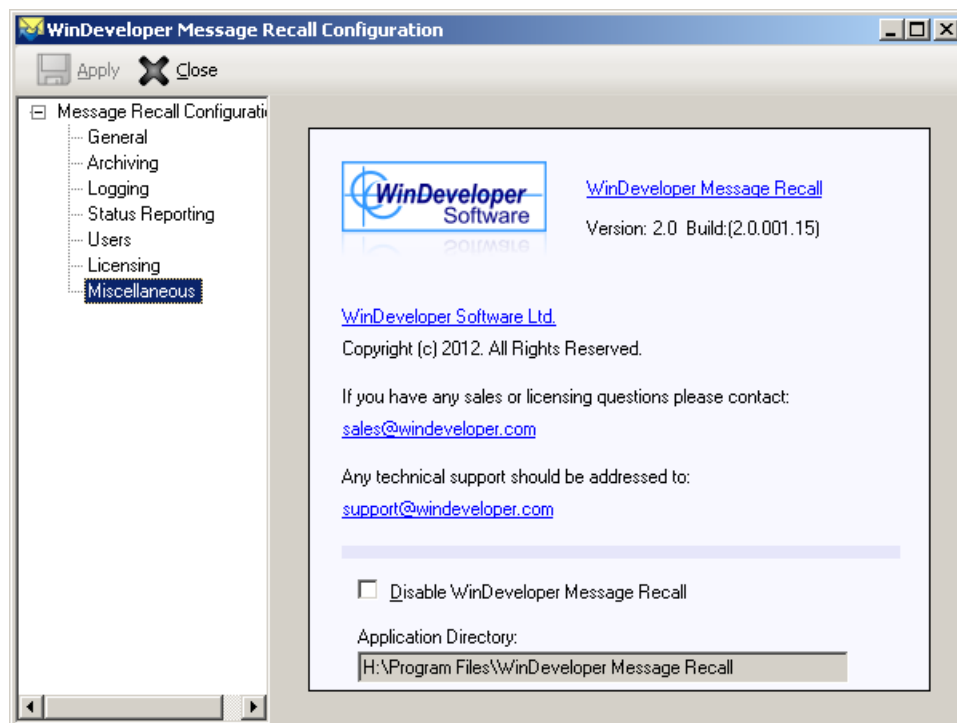 WinDeveloper Message Recall Configuration
Apply Close
Message Recall Configurati
General
Archiving
Logging
Status Reporting
Users
Licensing
Miscellaneous
WinDeveloper
Software
WinDeveloper Message Recall
Version: 2.0 Build:(2.0.001.15)
WinDeveloper Software Ltd.
Copyright (c) 2012. All Rights Reserved.
If you have any sales or licensing questions please contact:
sales@windeveloper.com
Any technical support should be addressed to:
support@windeveloper.com
Disable WinDeveloper Message Recall
Application Directory:
H:\Program Files\WinDeveloper Message Recall